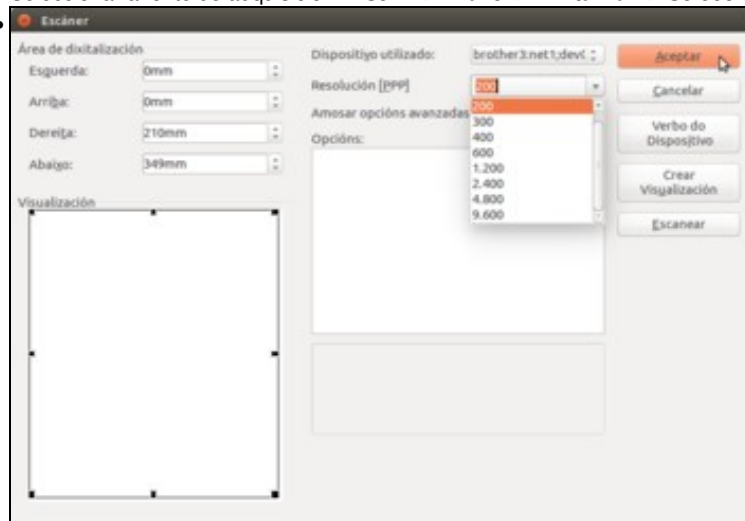 Escáner
Área de dixitalización
Esquerda: 0mm
Arriba: 0mm
Dereita: 210mm
Abaixo: 349mm
Visualización
Dispositivo utilizado: brother3:net1;dev0
Resolución [PPP] 200
Amosar opcións avanzadas
Opcións:
200
300
400
600
1.200
2.400
4.800
9.600
Aceptar
Cancelar
Verbo do
Dispositivo
Crear
Visualización
Escanear